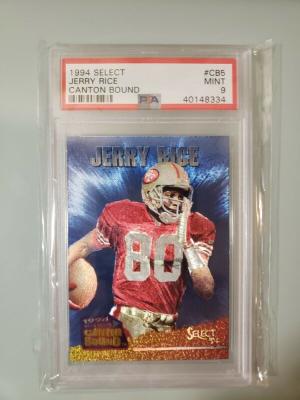 1994 SELECT #CB5
JERRY RICE MINT
CANTON BOUND 9
PSA
40148334
JERRY RICE
80
1994
CANTON
BOUND
SELECT